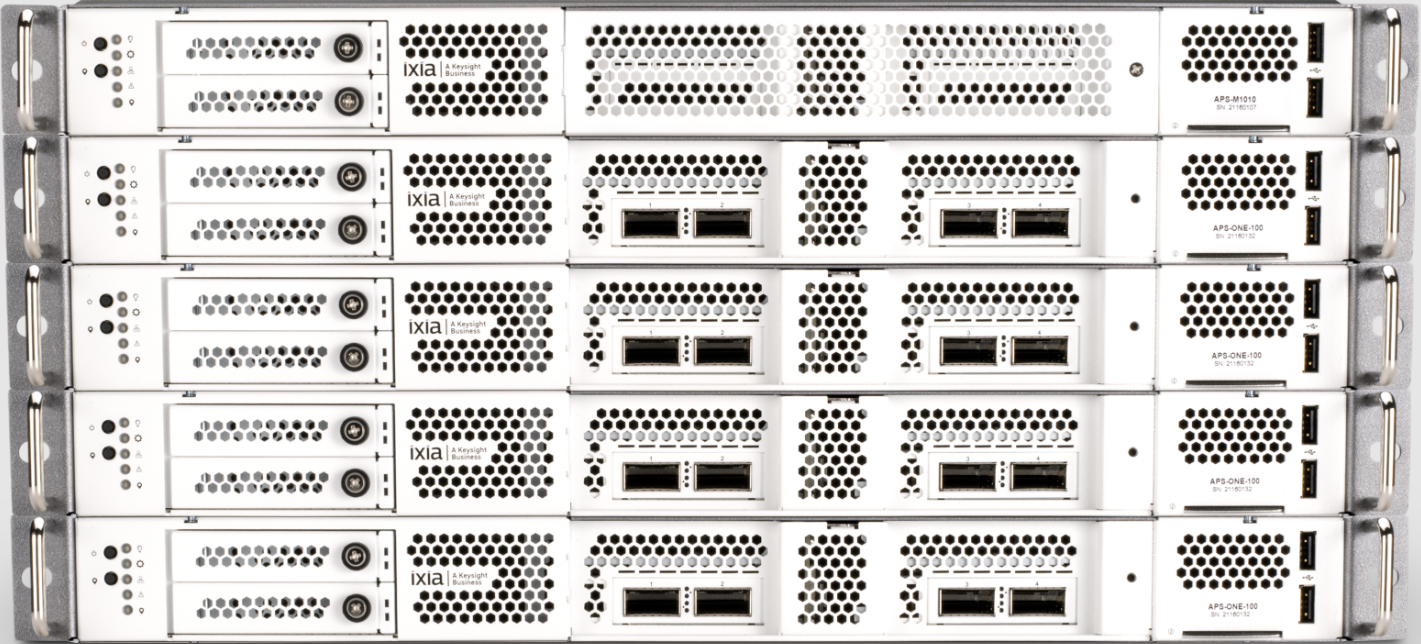 ixia A Keysight
Business
APS-M1010
SN: 21160107
ixia A Keysight
Business
1 2 3 4
APS-ONE-100
SN: 21160132
ixia A Keysight
Business
1 2 3 4
APS-ONE-100
SN: 21160132
ixia A Keysight
Business
1 2 3 4
APS-ONE-100
SN: 21160132
ixia A Keysight
Business
1 2 3 4
APS-ONE-100
SN: 21160132